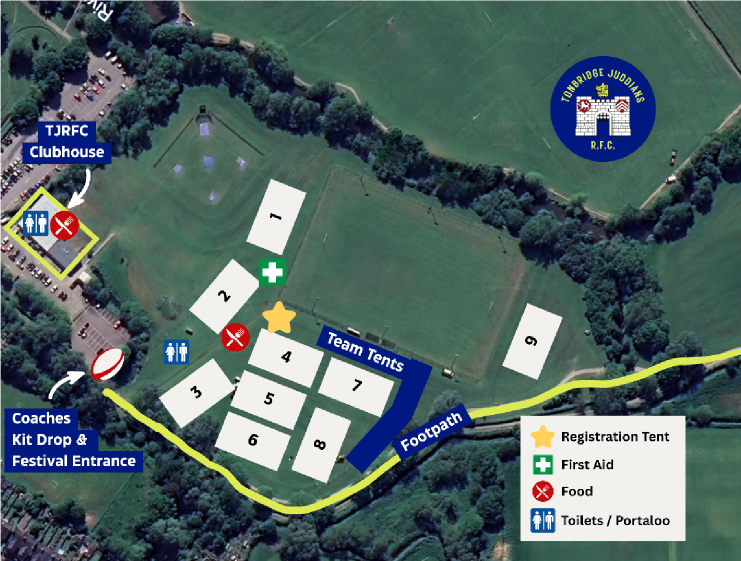 Riv
TONBRIDGE JUDDIANS
R.F.C.
TJRFC
Clubhouse
1
2
3
4
5
6
7
8
9
Team Tents
Footpath
Coaches
Kit Drop &
Festival Entrance
Registration Tent
First Aid
Food
Toilets / Portaloo